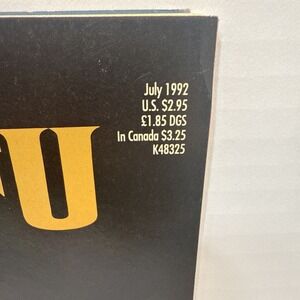 July 1992
U.S. $2.95
£1.85 DGS
In Canada $3.25
K48325
U